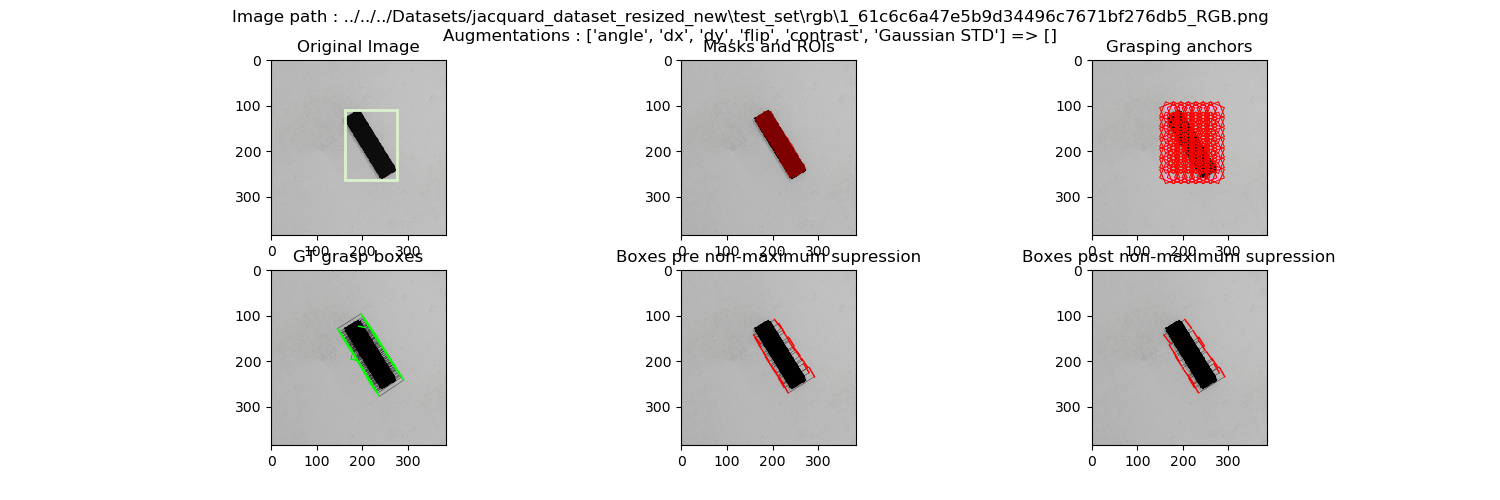 Image path : ../../../Datasets/jacquard_dataset_resized_new\test_set\rgb\1_61c6c6a47e5b9d34496c7671bf276db5_RGB.png
Augmentations : ['angle', 'dx', 'dy', 'flip', 'contrast', 'Gaussian STD'] => []
Original Image
Masks and ROIs
Grasping anchors
0
100
200
300
0 100 200 300
0
100
200
300
0 100 200 300
0
100
200
300
0 100 200 300
GT grasp boxes
Boxes pre non-maximum supression
Boxes post non-maximum supression
0
100
200
300
0 100 200 300
0
100
200
300
0 100 200 300
0
100
200
300
0 100 200 300